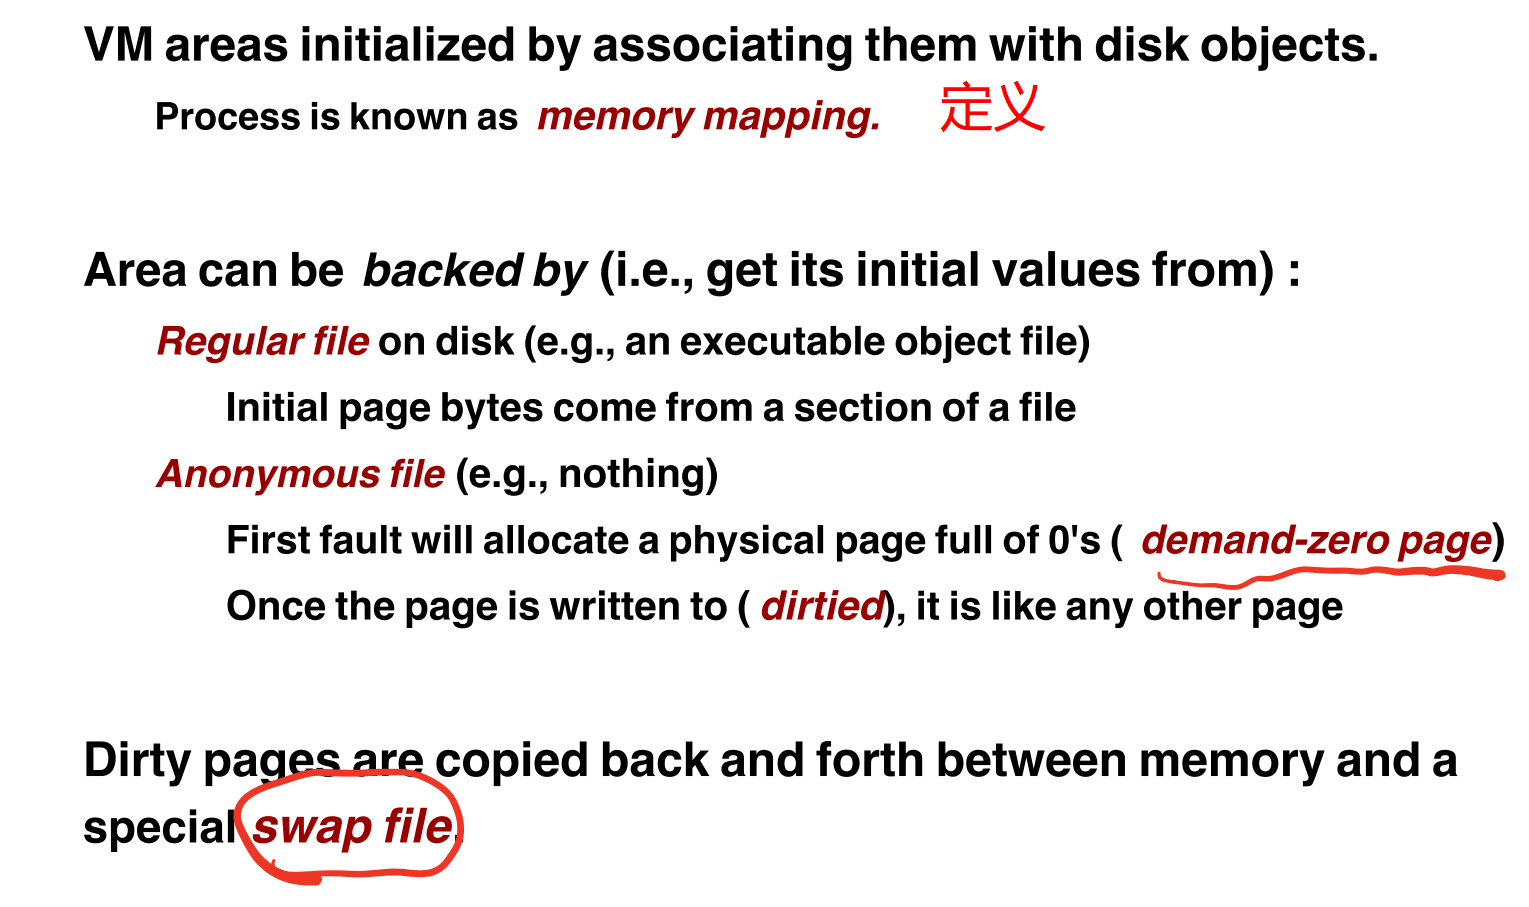 VM areas initialized by associating them with disk objects.
Process is known as memory mapping. 定义
Area can be backed by (i.e., get its initial values from) :
Regular file on disk (e.g., an executable object file)
Initial page bytes come from a section of a file
Anonymous file (e.g., nothing)
First fault will allocate a physical page full of 0's ( demand-zero page)
Once the page is written to ( dirtied), it is like any other page
Dirty pages are copied back and forth between memory and a
special swap file.